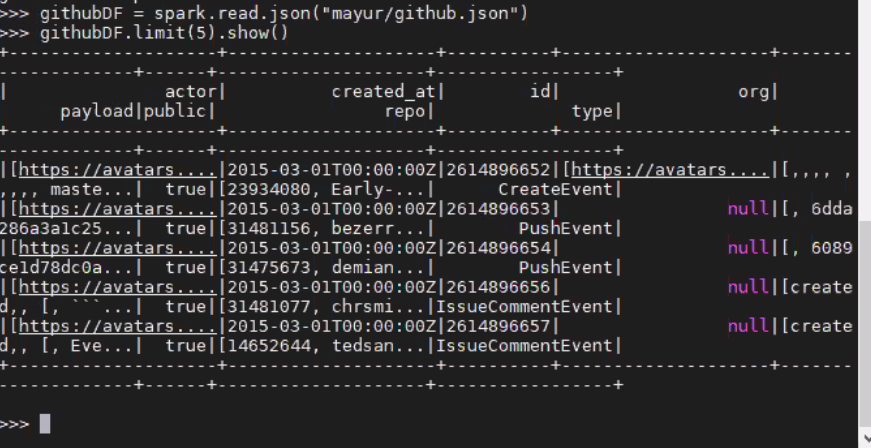 >>> githubDF = spark.read.json("mayur/github.json")
>>> githubDF.limit(5).show()
+--------------------+--------------------+----------+--------------------+-------
-------------+------+--------------------+-----------------+
|               actor|          created_at|        id|                 org|
      payload|public|                repo|             type|
+--------------------+--------------------+----------+--------------------+-------
-------------+------+--------------------+-----------------+
|[https://avatars....|2015-03-01T00:00:00Z|2614896652|[https://avatars....|[,,,, ,
,,,, maste...|  true|[23934080, Early-...|      CreateEvent|
|[https://avatars....|2015-03-01T00:00:00Z|2614896653|                null|[, 6dda
286a3a1c25...|  true|[31481156, bezerr...|        PushEvent|
|[https://avatars....|2015-03-01T00:00:00Z|2614896654|                null|[, 6089
ce1d78dc0a...|  true|[31475673, demian...|        PushEvent|
|[https://avatars....|2015-03-01T00:00:00Z|2614896656|                null|[create
d,, [, ```...|  true|[31481077, chrsmi...|IssueCommentEvent|
|[https://avatars....|2015-03-01T00:00:00Z|2614896657|                null|[create
d,, [, Eve...|  true|[14652644, tedsan...|IssueCommentEvent|
+--------------------+--------------------+----------+--------------------+-------
-------------+------+--------------------+-----------------+
>>>